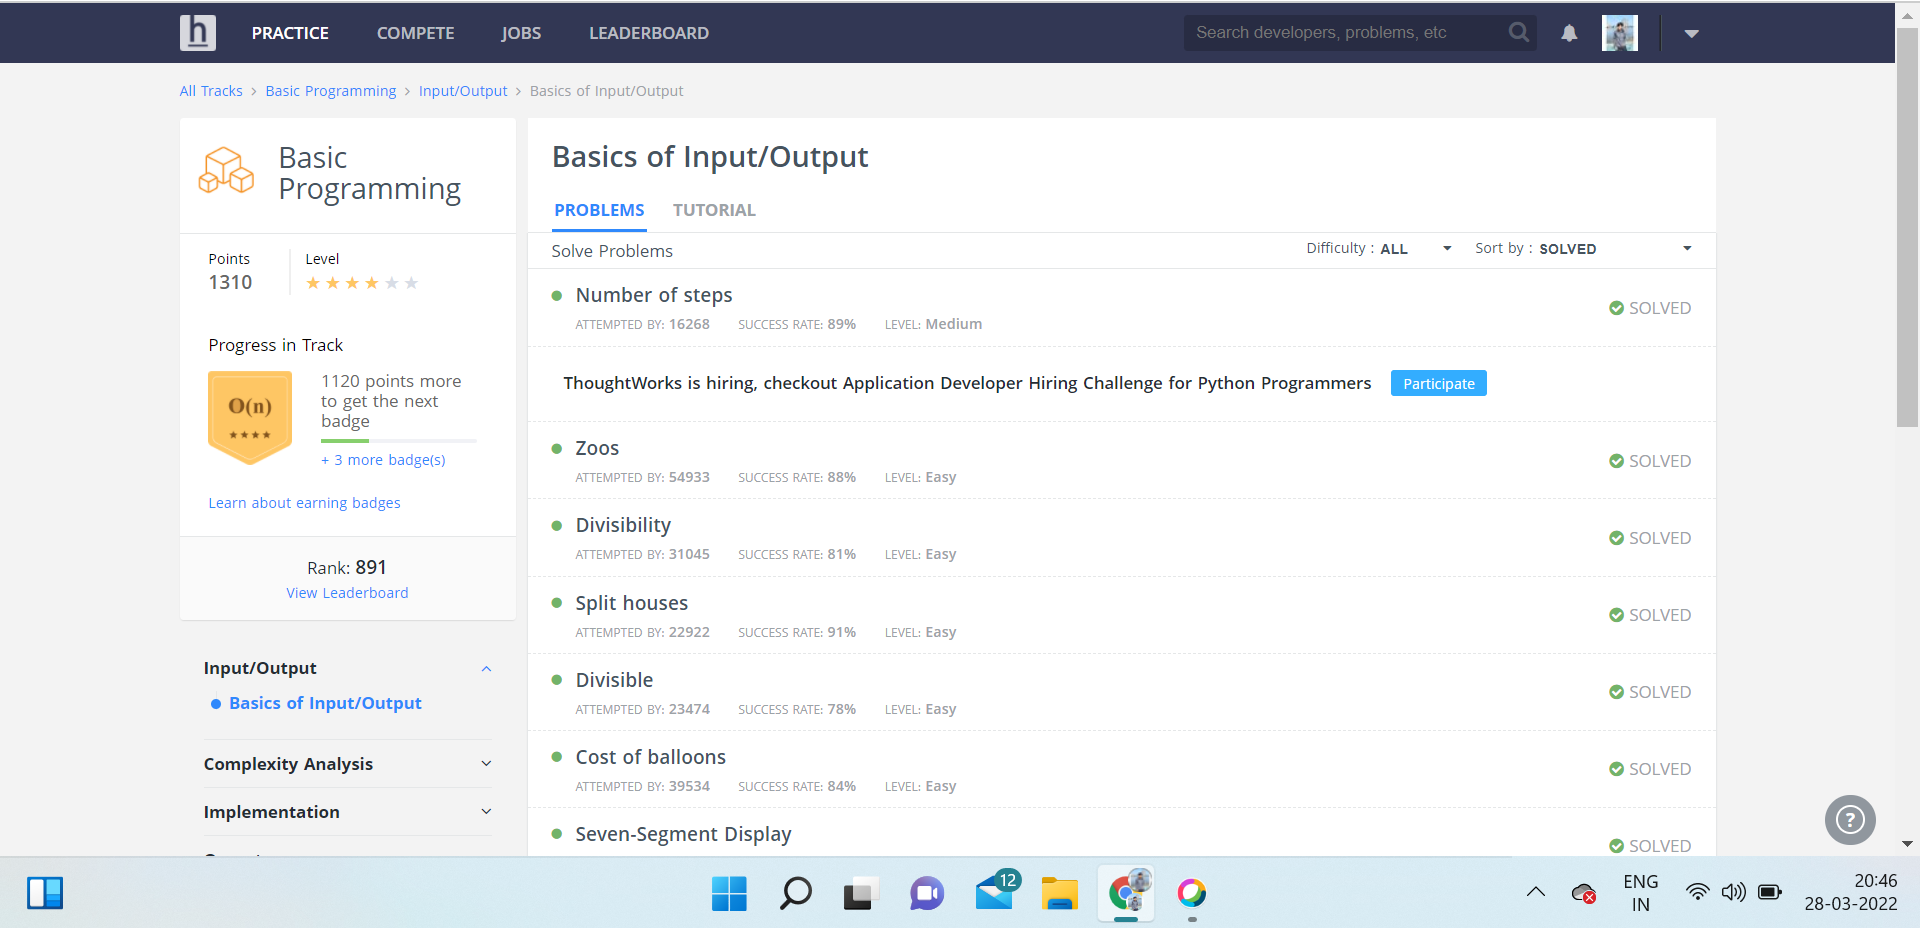 h PRACTICE COMPETE JOBS LEADERBOARD Search developers, problems, etc
All Tracks > Basic Programming > Input/Output > Basics of Input/Output
Basic
Programming
Points
1310
Level
Progress in Track
O(n)
1120 points more
to get the next
badge
+ 3 more badge(s)
Learn about earning badges
Rank: 891
View Leaderboard
Input/Output
Basics of Input/Output
Complexity Analysis
Implementation
Basics of Input/Output
PROBLEMS TUTORIAL
Solve Problems Difficulty : ALL Sort by : SOLVED
Number of steps
ATTEMPTED BY: 16268 SUCCESS RATE: 89% LEVEL: Medium
SOLVED
ThoughtWorks is hiring, checkout Application Developer Hiring Challenge for Python Programmers Participate
Zoos
ATTEMPTED BY: 54933 SUCCESS RATE: 88% LEVEL: Easy
SOLVED
Divisibility
ATTEMPTED BY: 31045 SUCCESS RATE: 81% LEVEL: Easy
SOLVED
Split houses
ATTEMPTED BY: 22922 SUCCESS RATE: 91% LEVEL: Easy
SOLVED
Divisible
ATTEMPTED BY: 23474 SUCCESS RATE: 78% LEVEL: Easy
SOLVED
Cost of balloons
ATTEMPTED BY: 39534 SUCCESS RATE: 84% LEVEL: Easy
SOLVED
Seven-Segment Display
SOLVED
?
12
ENG
IN
20:46
28-03-2022